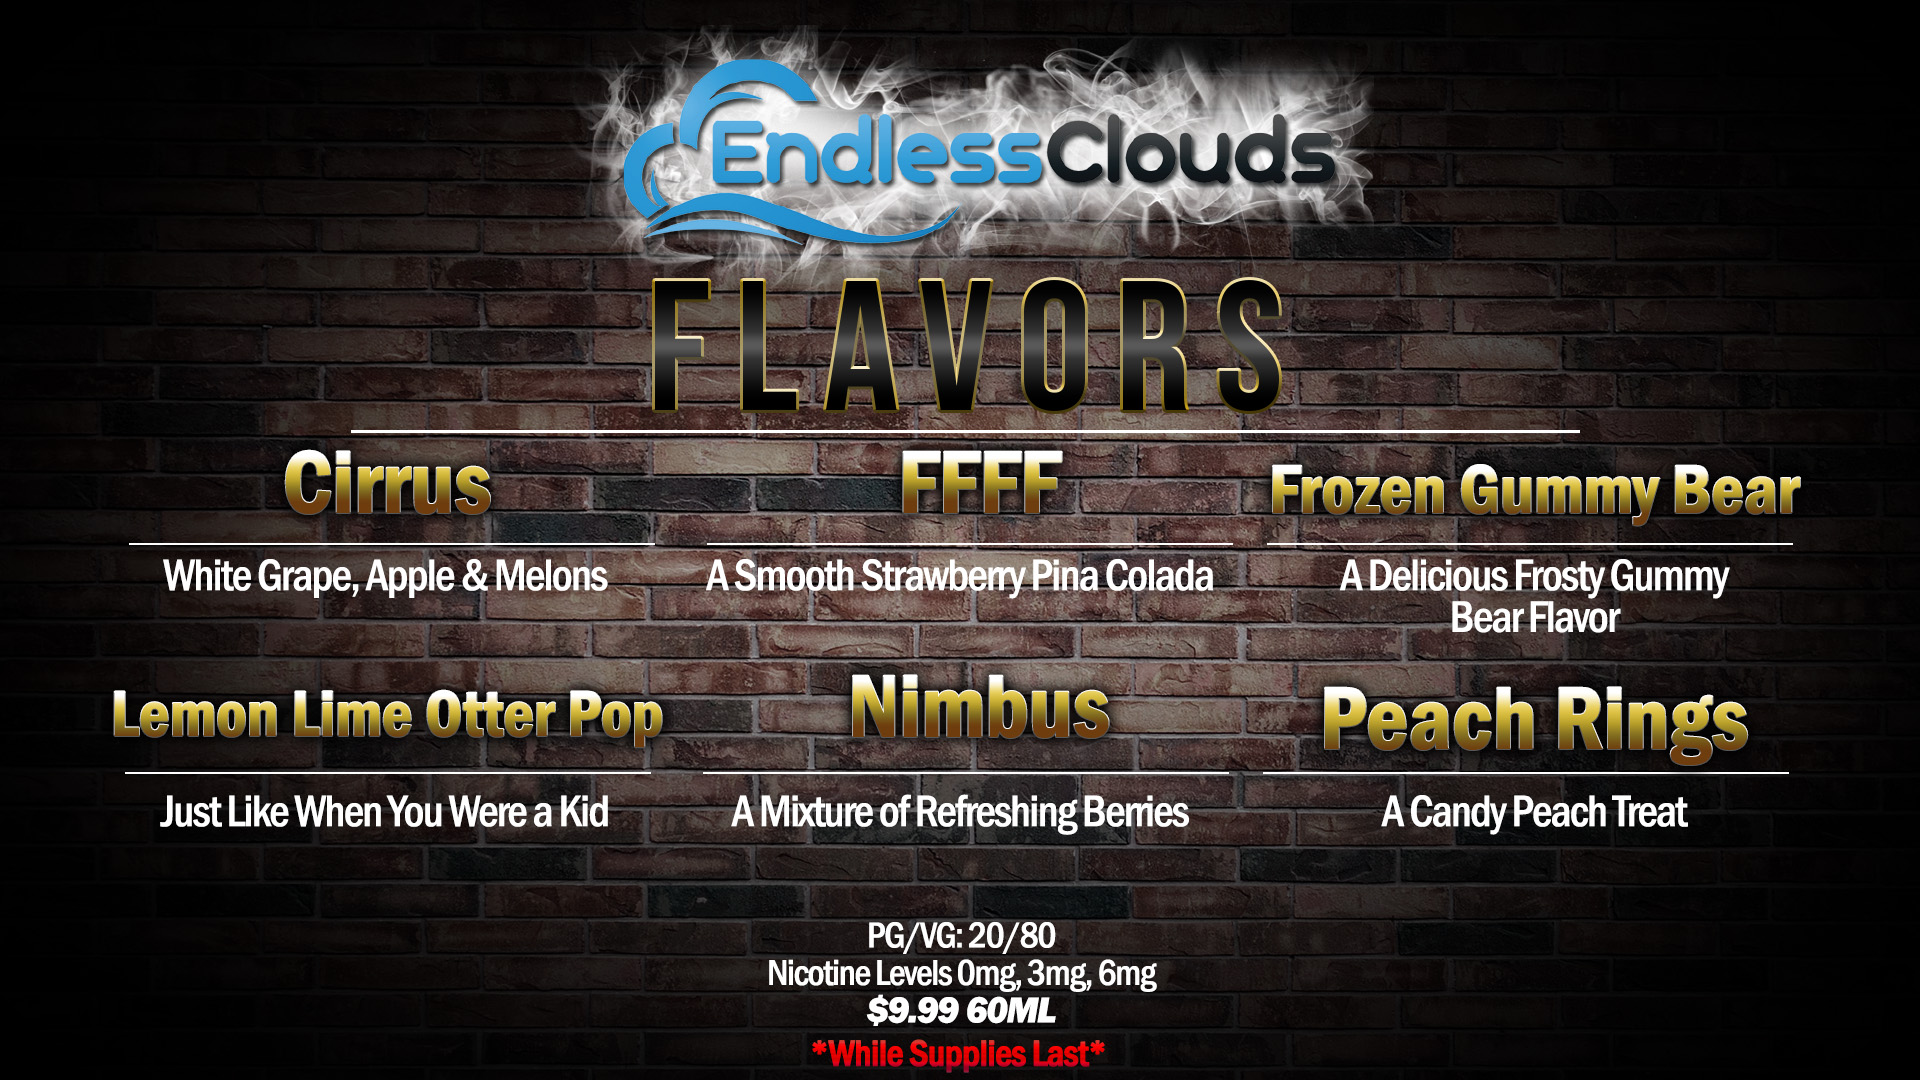 EndlessClouds
FLAVORS
Cirrus
White Grape, Apple & Melons
FFFF
A Smooth Strawberry Pina Colada
Frozen Gummy Bear
A Delicious Frosty Gummy
Bear Flavor
Lemon Lime Otter Pop
Just Like When You Were a Kid
Nimbus
A Mixture of Refreshing Berries
Peach Rings
A Candy Peach Treat
PG/VG: 20/80
Nicotine Levels 0mg, 3mg, 6mg
$9.99 60ML
*While Supplies Last*